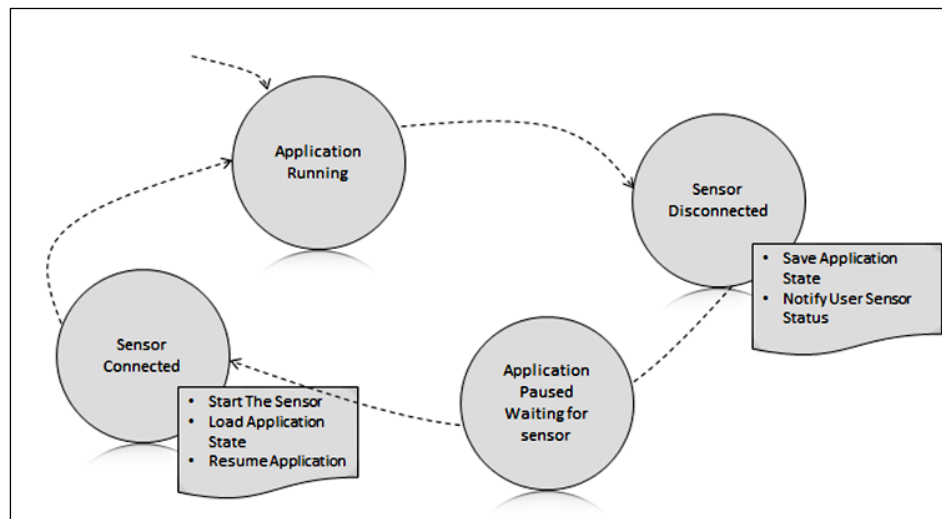 Application
Running
Sensor
Disconnected
• Save Application
State
• Notify User Sensor
Status
Application
Paused
Waiting for
sensor
Sensor
Connected
• Start The Sensor
• Load Application
State
• Resume Application